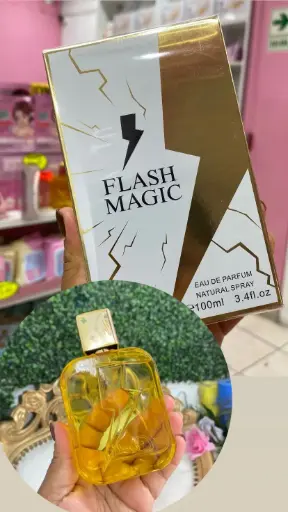 FLASH
MAGIC
EAU DE PARFUM
NATURAL SPRAY
℮100ml 3.4fl.oz